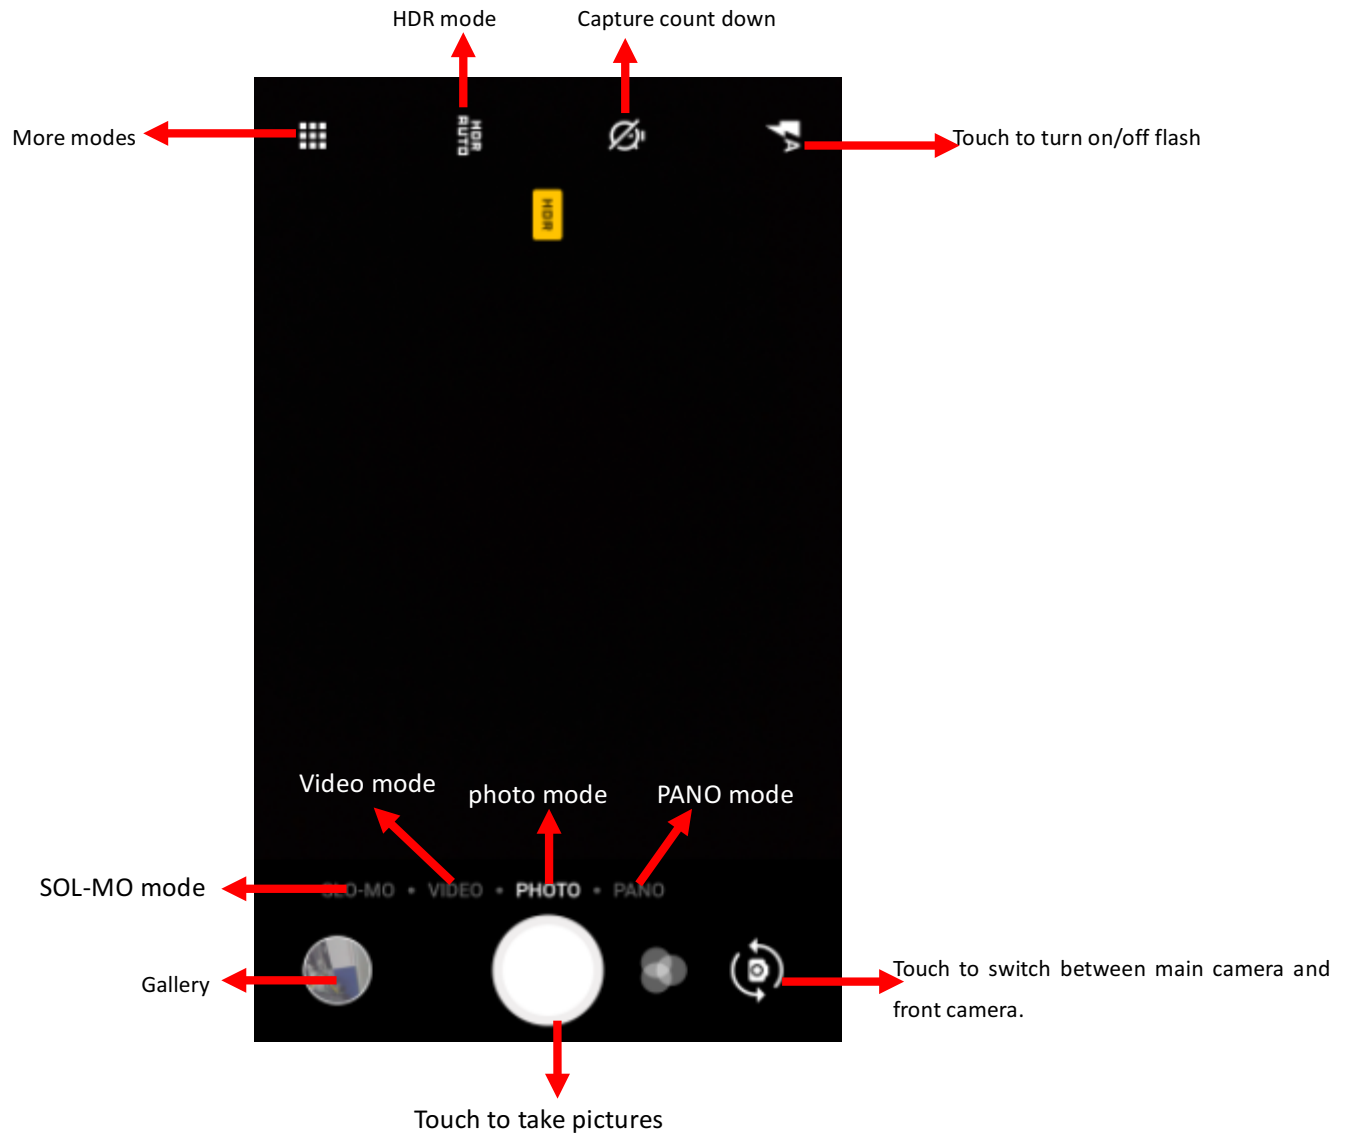 HDR mode
Capture count down
More modes
HDR
AUTO
A
Touch to turn on/off flash
HDR
Video mode
photo mode
PANO mode
SOL-MO mode
SLO-MO • VIDEO • PHOTO • PANO
Gallery
Touch to switch between main camera and
front camera.
Touch to take pictures